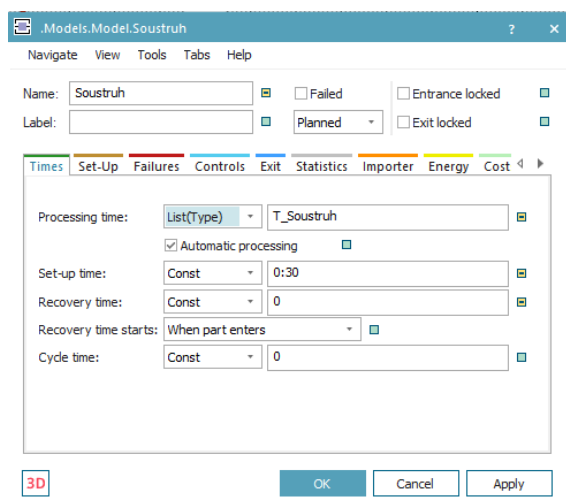 .Models.Model.Soustruh ? ×
Navigate View Tools Tabs Help
Name: Soustruh Failed Entrance locked
Label: Planned Exit locked
Times Set-Up Failures Controls Exit Statistics Importer Energy Cost
Processing time: List(Type) T_Soustruh
Automatic processing
Set-up time: Const 0:30
Recovery time: Const 0
Recovery time starts: When part enters
Cycle time: Const 0
3D OK Cancel Apply